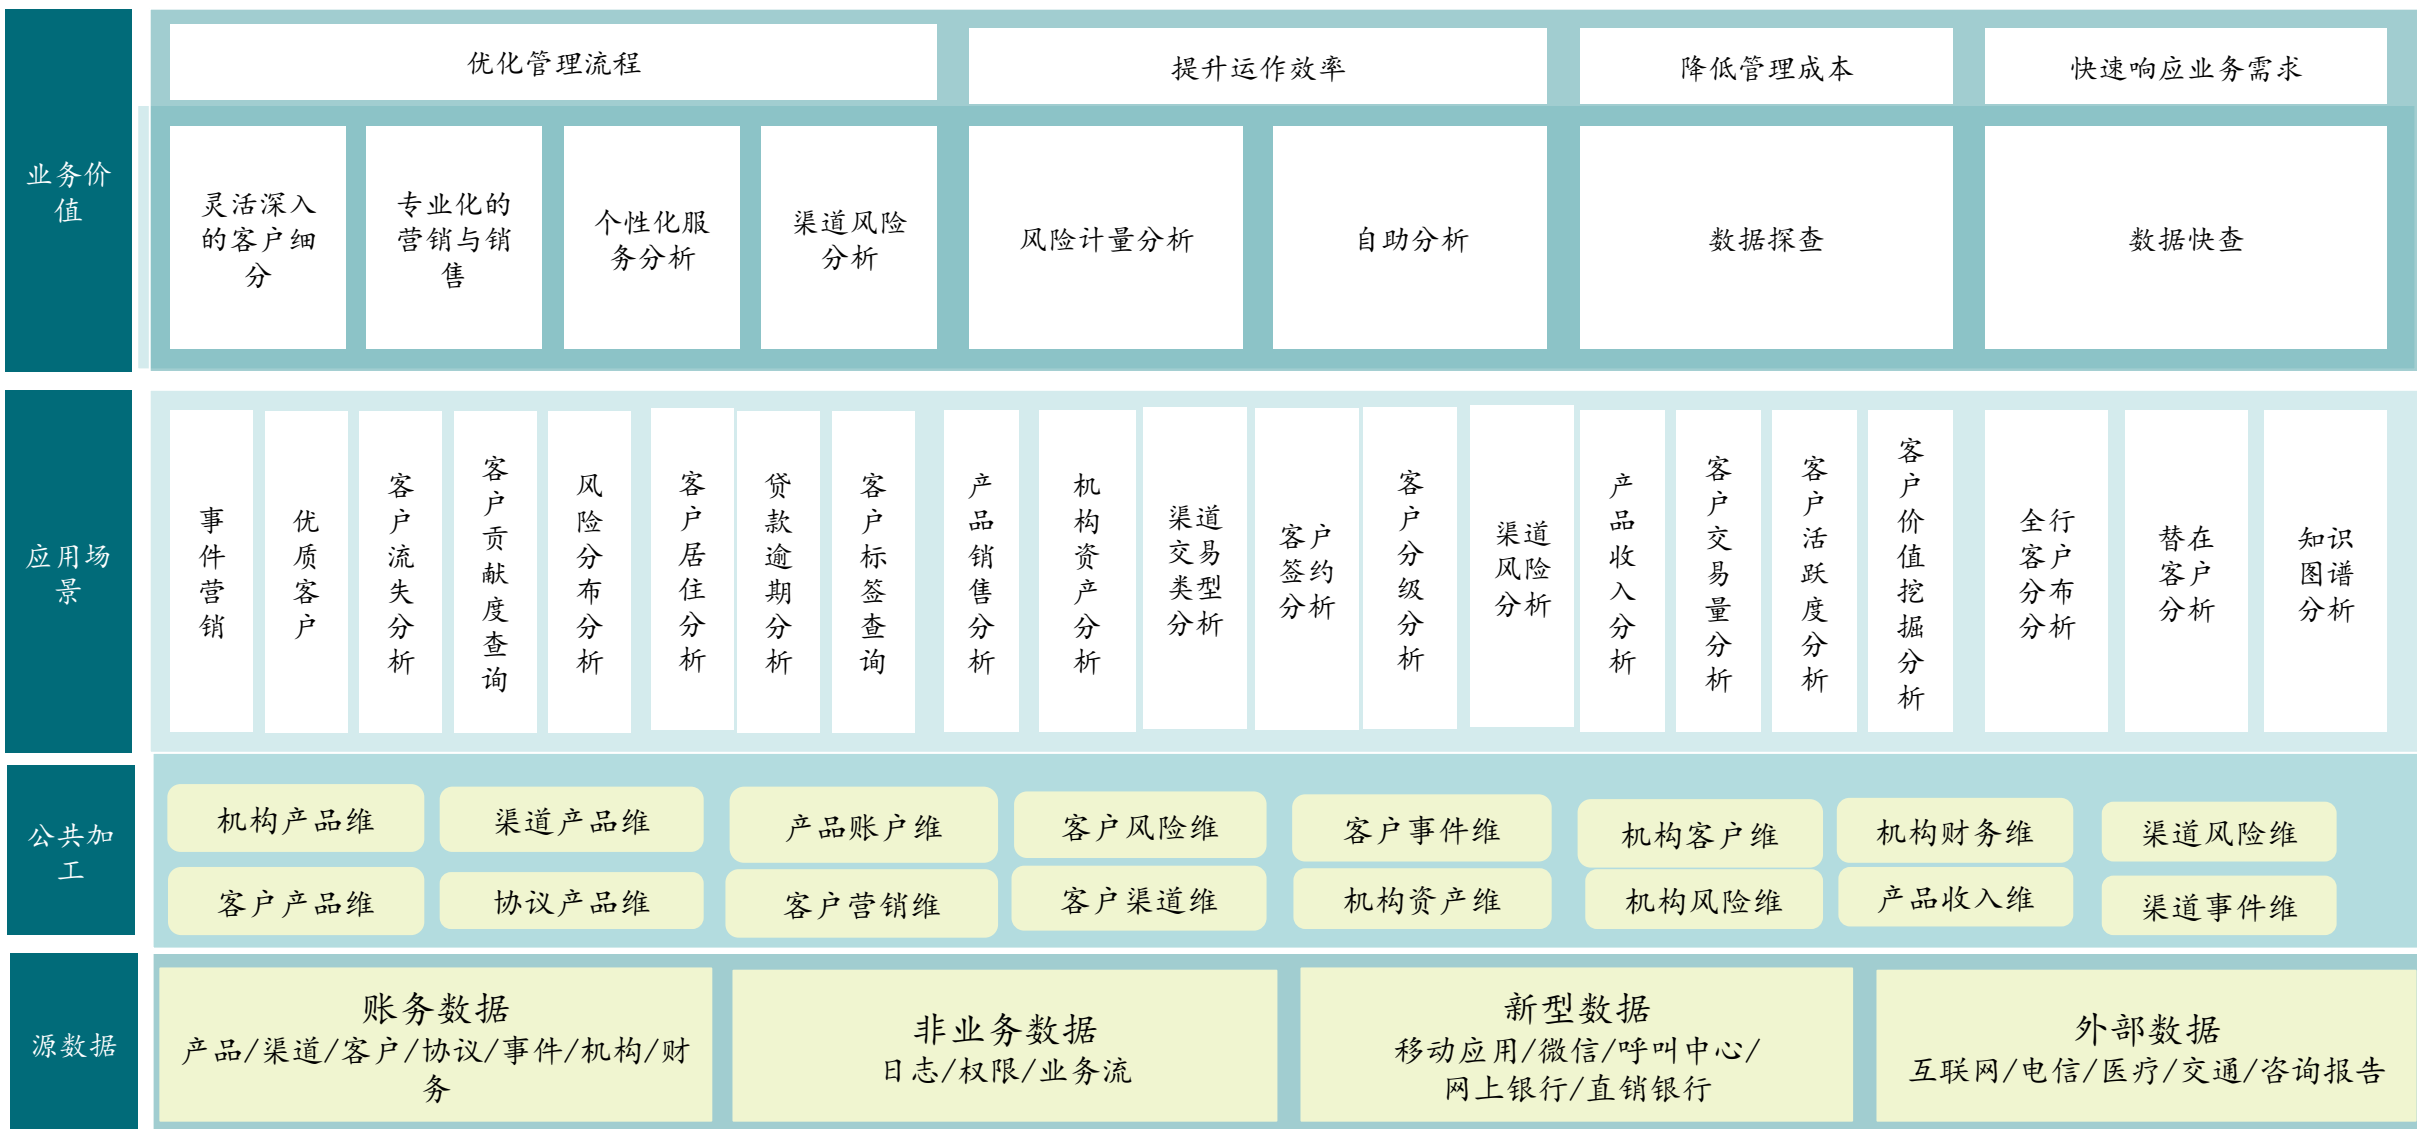 业务价
值
优化管理流程
提升运作效率
降低管理成本
快速响应业务需求
灵活深入
的客户细
分
专业化的
营销与销
售
个性化服
务分析
渠道风险
分析
风险计量分析
自助分析
数据探查
数据快查
应用场
景
事件营销
优质客户
客户流失分析
客户贡献度查询
风险分布分析
客户居住分析
贷款逾期分析
客户标签查询
产品销售分析
机构资产分析
渠道
交易
类型
分析
客户
签约
分析
客户分级分析
渠道
风险
分析
产品收入分析
客户交易量分析
客户活跃度分析
客户价值挖掘分析
全行
客户
分布
分析
替在
客户
分析
知识
图谱
分析
公共加
工
机构产品维
渠道产品维
产品账户维
客户风险维
客户事件维
机构客户维
机构财务维
渠道风险维
客户产品维
协议产品维
客户营销维
客户渠道维
机构资产维
机构风险维
产品收入维
渠道事件维
源数据
账务数据
产品/渠道/客户/协议/事件/机构/财
务
非业务数据
日志/权限/业务流
新型数据
移动应用/微信/呼叫中心/
网上银行/直销银行
外部数据
互联网/电信/医疗/交通/咨询报告